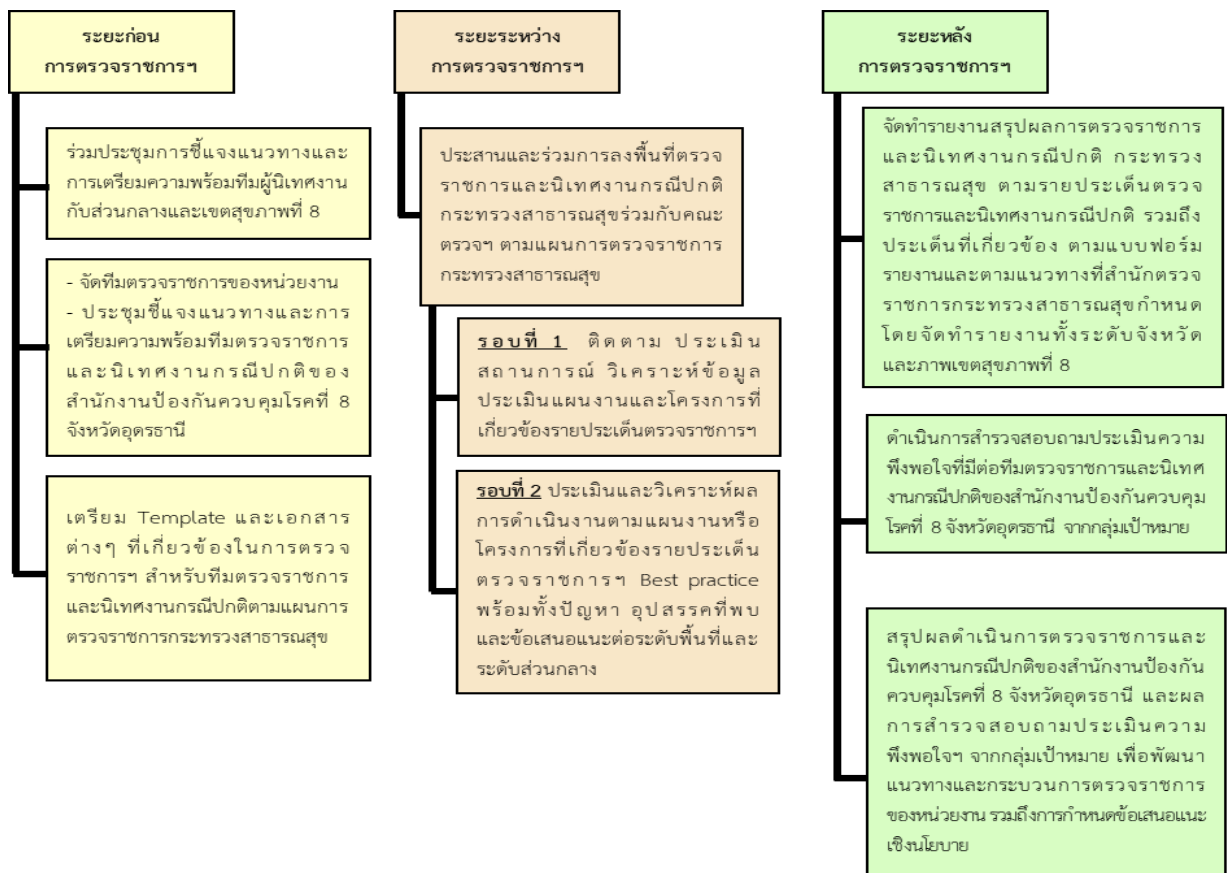 ระยะก่อน
การตรวจราชการฯ
ร่วมประชุมการชี้แจงแนวทางและ
การเตรียมความพร้อมทีมผู้นิเทศงาน
กับส่วนกลางและเขตสุขภาพที่ 8
- จัดทีมตรวจราชการของหน่วยงาน
- ประชุมชี้แจงแนวทางและการ
เตรียมความพร้อมทีมตรวจราชการ
และนิเทศงานกรณีปกติของ
สำนักงานป้องกันควบคุมโรคที่ 8
จังหวัดอุดรธานี
เตรียม Template และเอกสาร
ต่างๆ ที่เกี่ยวข้องในการตรวจ
ราชการฯ สำหรับทีมตรวจราชการ
และนิเทศงานกรณีปกติตามแผนการ
ตรวจราชการกระทรวงสาธารณสุข
ระยะระหว่าง
การตรวจราชการฯ
ประสานและร่วมการลงพื้นที่ตรวจ
ราชการและนิเทศงานกรณีปกติ
กระทรวงสาธารณสุขร่วมกับคณะ
ตรวจฯ ตามแผนการตรวจราชการ
กระทรวงสาธารณสุข
รอบที่ 1 ติดตาม ประเมิน
สถานการณ์ วิเคราะห์ข้อมูล
ประเมินแผนงานและโครงการที่
เกี่ยวข้องรายประเด็นตรวจราชการฯ
รอบที่ 2 ประเมินและวิเคราะห์ผล
การดำเนินงานตามแผนงานหรือ
โครงการที่เกี่ยวข้องรายประเด็น
ตรวจราชการฯ Best practice
พร้อมทั้งปัญหา อุปสรรคที่พบ
และข้อเสนอแนะต่อระดับพื้นที่และ
ระดับส่วนกลาง
ระยะหลัง
การตรวจราชการฯ
จัดทำรายงานสรุปผลการตรวจราชการ
และนิเทศงานกรณีปกติ กระทรวง
สาธารณสุข ตามรายประเด็นตรวจ
ราชการและนิเทศงานกรณีปกติ รวมถึง
ประเด็นที่เกี่ยวข้อง ตามแบบฟอร์ม
รายงานและตามแนวทางที่สำนักตรวจ
ราชการกระทรวงสาธารณสุขกำหนด
โดยจัดทำรายงานทั้งระดับจังหวัด
และภาพเขตสุขภาพที่ 8
ดำเนินการสำรวจสอบถามประเมินความ
พึงพอใจที่มีต่อทีมตรวจราชการและนิเทศ
งานกรณีปกติของสำนักงานป้องกันควบคุม
โรคที่ 8 จังหวัดอุดรธานี จากกลุ่มเป้าหมาย
สรุปผลดำเนินการตรวจราชการและ
นิเทศงานกรณีปกติของสำนักงานป้องกัน
ควบคุมโรคที่ 8 จังหวัดอุดรธานี และผล
การสำรวจสอบถามประเมินความ
พึงพอใจฯ จากกลุ่มเป้าหมาย เพื่อพัฒนา
แนวทางและกระบวนการตรวจราชการ
ของหน่วยงาน รวมถึงการกำหนดข้อเสนอแนะ
เชิงนโยบาย